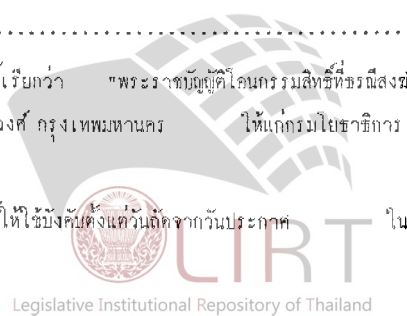 เรียกว่า "พระราชบัญญัติโอนกรรมสิทธิ์ที่ธรณีสงฆ์
วงศ์ กรุงเทพมหานคร ให้แก่กรมโยธาธิการ
ให้ใช้บังคับตั้งแต่วันถัดจากวันประกาศ ใน
LIRT
Legislative Institutional Repository of Thailand